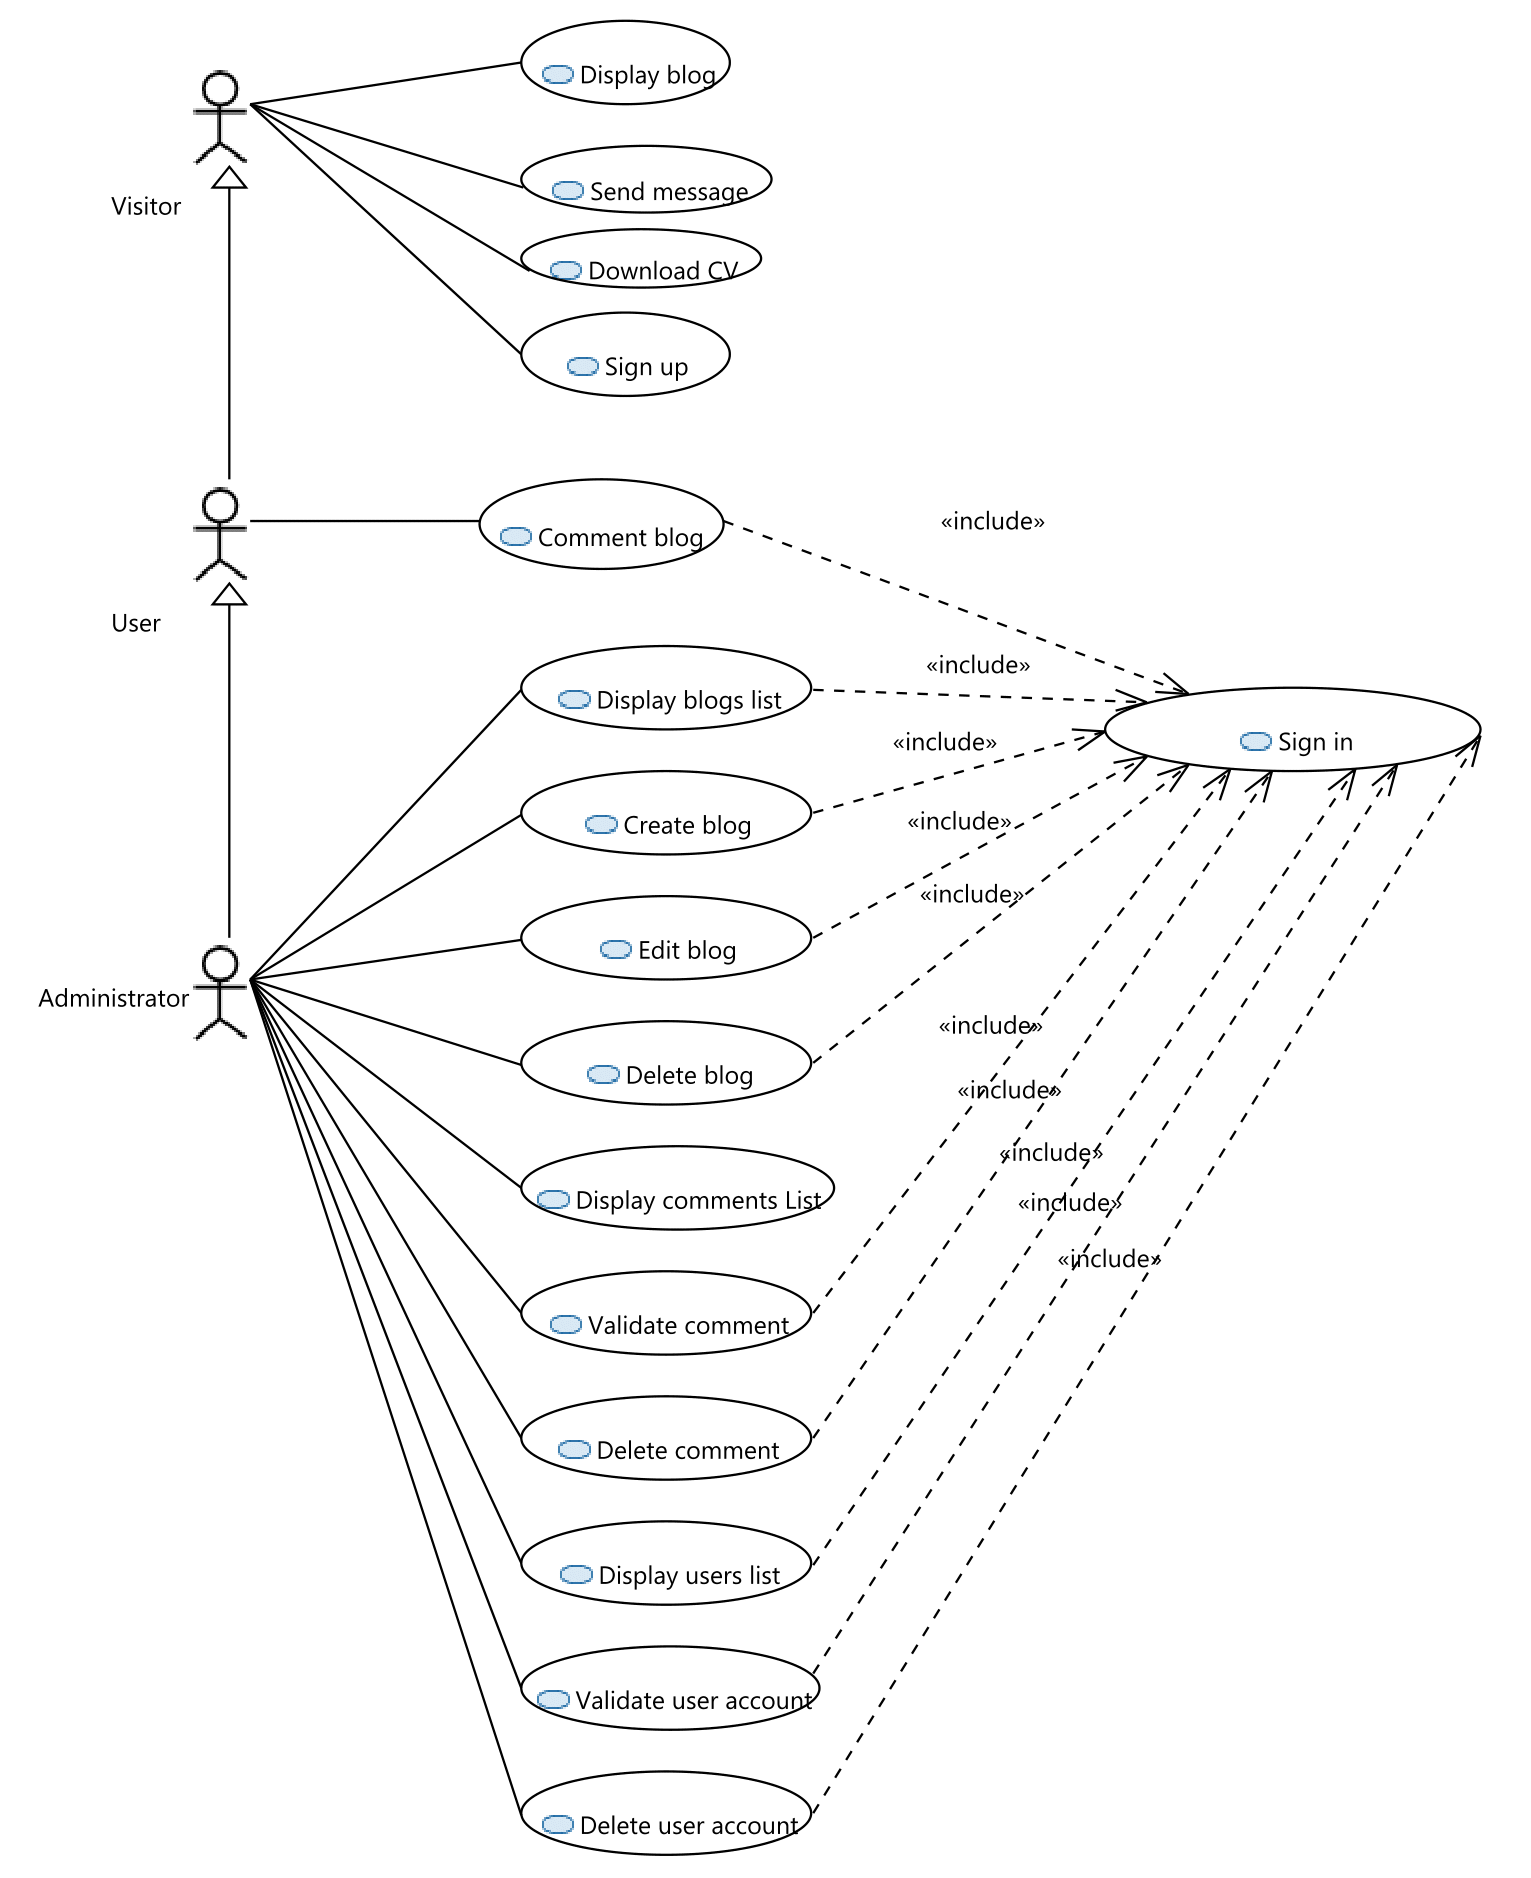 Display blog
Send message
Visitor
Download CV
Sign up
«include»
Comment blog
User
«include»
Display blogs list
«include»
Sign in
«include»
Create blog
«include»
Edit blog
Administrator
«include»
Delete blog
«include»
«include»
Display comments List
«include»
«include»
Validate comment
Delete comment
Display users list
Validate user account
Delete user account